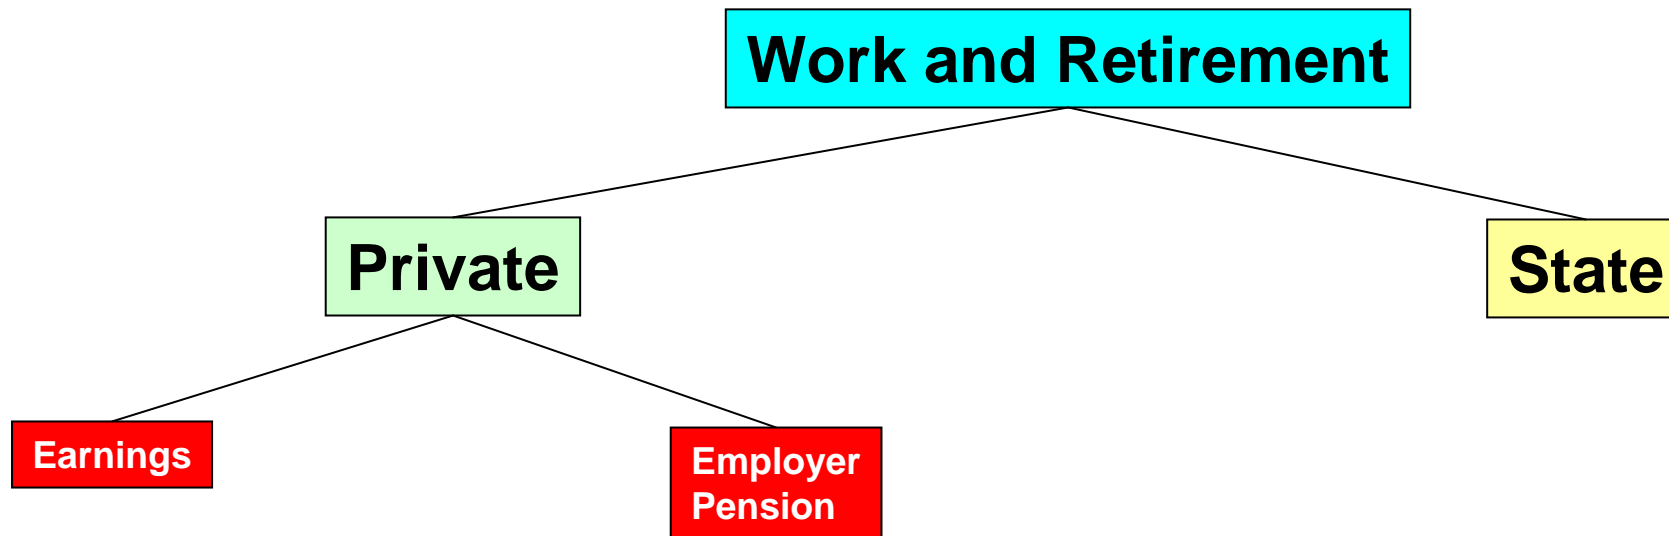 Work and Retirement
Private
State
Earnings
Employer
Pension